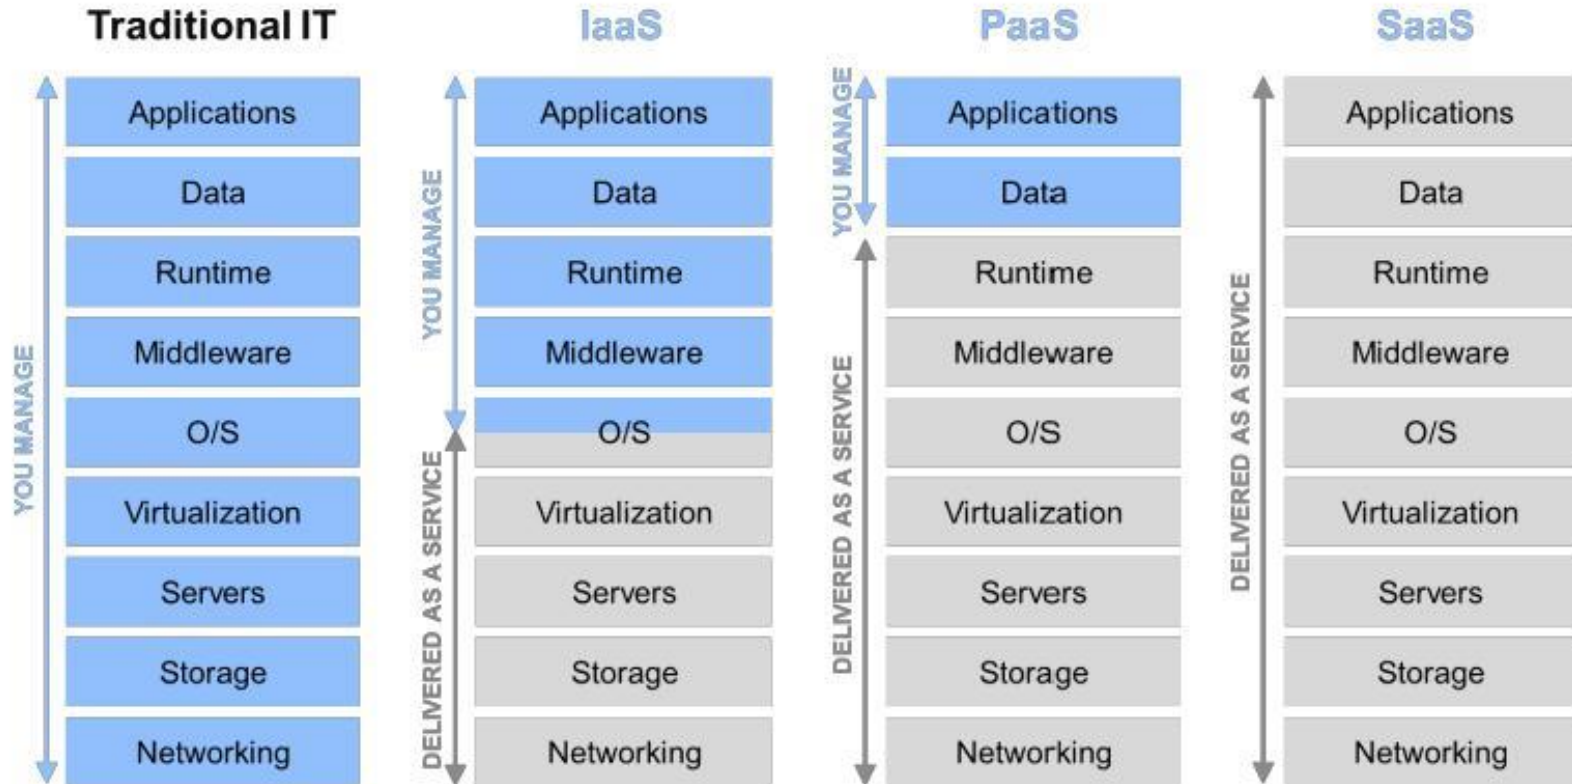 Traditional IT
IaaS
PaaS
SaaS
YOU MANAGE
Applications
Data
Runtime
Middleware
O/S
Virtualization
Servers
Storage
Networking
YOU MANAGE
DELIVERED AS A SERVICE
Applications
Data
Runtime
Middleware
O/S
Virtualization
Servers
Storage
Networking
YOU MANAGE
DELIVERED AS A SERVICE
Applications
Data
Runtime
Middleware
O/S
Virtualization
Servers
Storage
Networking
DELIVERED AS A SERVICE
Applications
Data
Runtime
Middleware
O/S
Virtualization
Servers
Storage
Networking